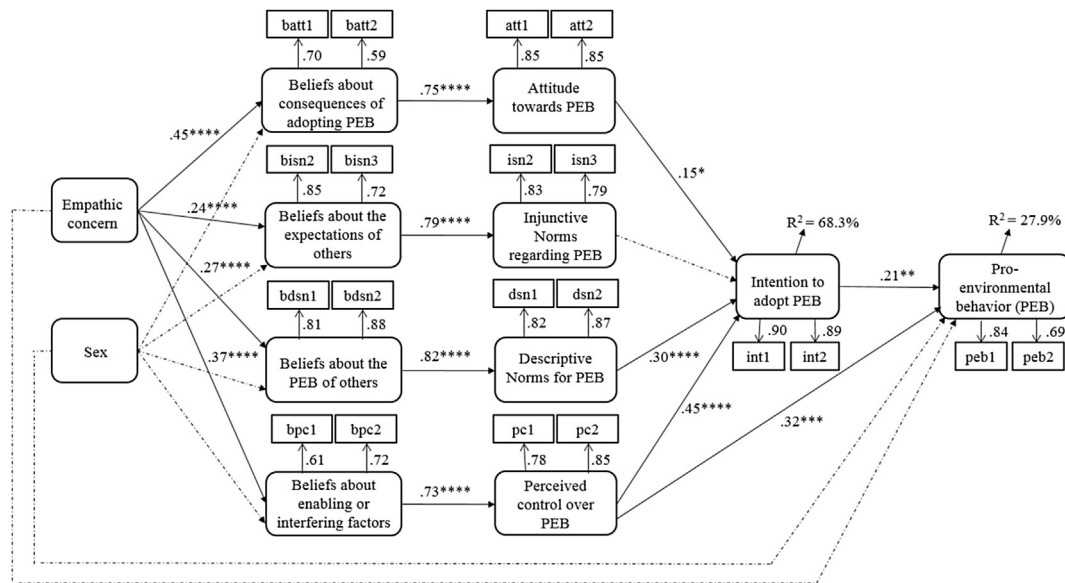 batt1 batt2 att1 att2
.70 .59 .85 .85
Beliefs about
consequences of
adopting PEB
.75****
Attitude
towards PEB
.45****
.15*
bisn2 bisn3 isn2 isn3
.85 .72 .83 .79
Empathic
concern
.24****
Beliefs about the
expectations of
others
.79****
Injunctive
Norms
regarding PEB
R² = 68.3%
R² = 27.9%
.27****
Intention to
adopt PEB
.21**
Pro-
environmental
behavior (PEB)
bdsn1 bdsn2 dsn1 dsn2
.81 .88 .82 .87
.90 .89 .84 .69
int1 int2 peb1 peb2
Sex
.37****
Beliefs about
the PEB of others
.82****
Descriptive
Norms for PEB
.30****
.45****
.32***
bpc1 bpc2 pc1 pc2
.61 .72 .78 .85
Beliefs about
enabling or
interfering factors
.73****
Perceived
control over
PEB